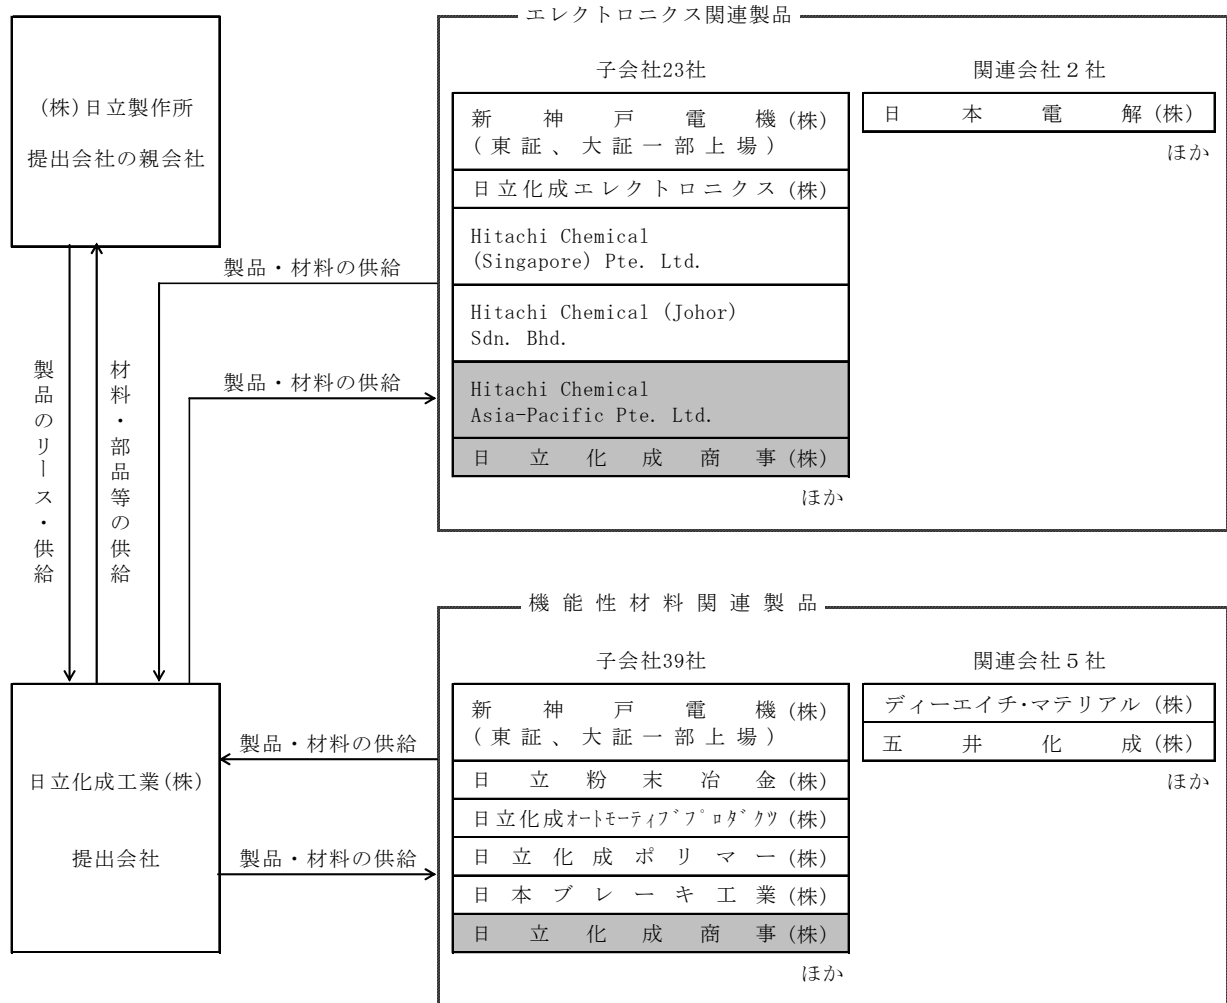 エレクトロニクス関連製品
(株)日立製作所
提出会社の親会社
子会社23社
関連会社2社
新神戸電機(株)
(東証、大証一部上場)
日立化成エレクトロニクス(株)
Hitachi Chemical
(Singapore) Pte. Ltd.
Hitachi Chemical (Johor)
Sdn. Bhd.
Hitachi Chemical
Asia-Pacific Pte. Ltd.
日立化成商事(株)
ほか
日本電解(株)
ほか
製品・材料の供給
製品・材料の供給
製品のリース・供給
材料・部品等の供給
機能性材料関連製品
子会社39社
関連会社5社
新神戸電機(株)
(東証、大証一部上場)
日立粉末冶金(株)
日立化成オートモーティブプロダクツ(株)
日立化成ポリマー(株)
日本ブレーキ工業(株)
日立化成商事(株)
ほか
ディーエイチ・マテリアル(株)
五井化成(株)
ほか
製品・材料の供給
製品・材料の供給
日立化成工業(株)
提出会社